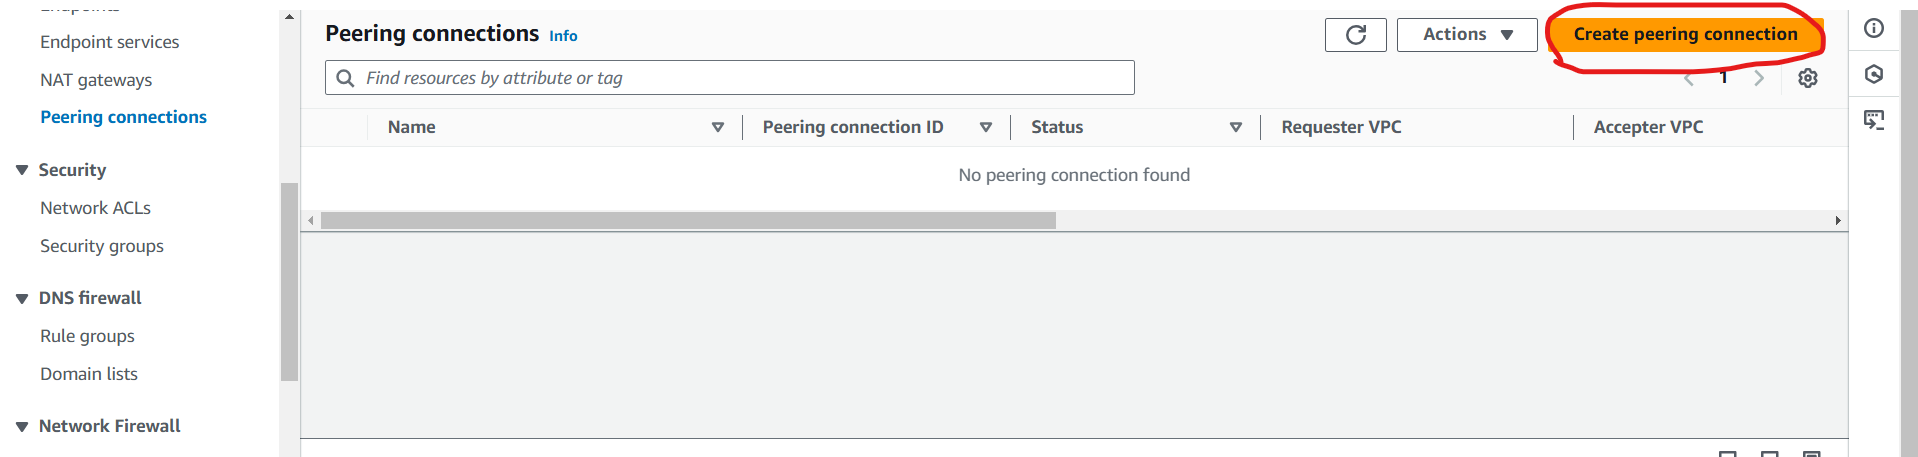 Endpoints
Endpoint services
NAT gateways
Peering connections
Security
Network ACLs
Security groups
DNS firewall
Rule groups
Domain lists
Network Firewall
Peering connections Info
Actions
Create peering connection
Find resources by attribute or tag
1
Name
Peering connection ID
Status
Requester VPC
Accepter VPC
No peering connection found